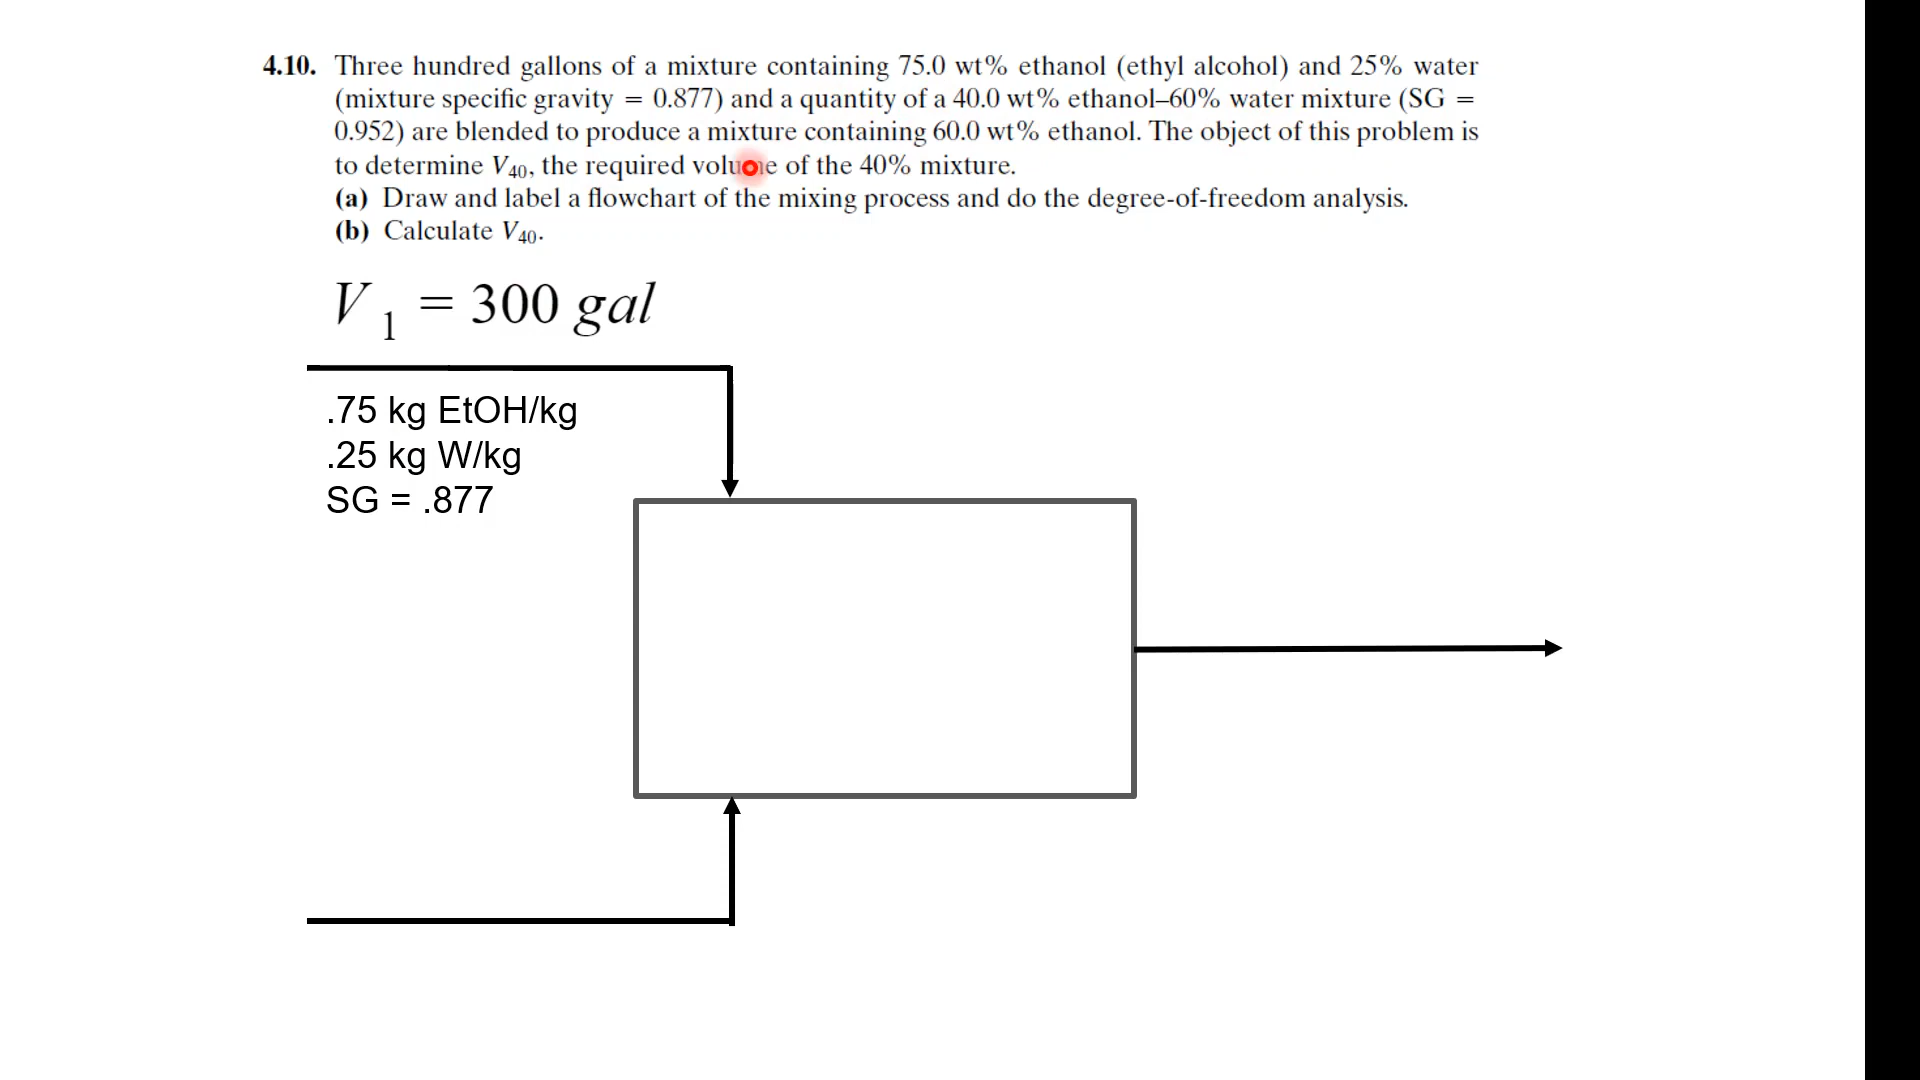 4.10. Three hundred gallons of a mixture containing 75.0 wt% ethanol (ethyl alcohol) and 25% water
(mixture specific gravity = 0.877) and a quantity of a 40.0 wt% ethanol–60% water mixture (SG =
0.952) are blended to produce a mixture containing 60.0 wt% ethanol. The object of this problem is
to determine V40, the required volume of the 40% mixture.
(a) Draw and label a flowchart of the mixing process and do the degree-of-freedom analysis.
(b) Calculate V40.
V1 = 300 gal
.75 kg EtOH/kg
.25 kg W/kg
SG = .877